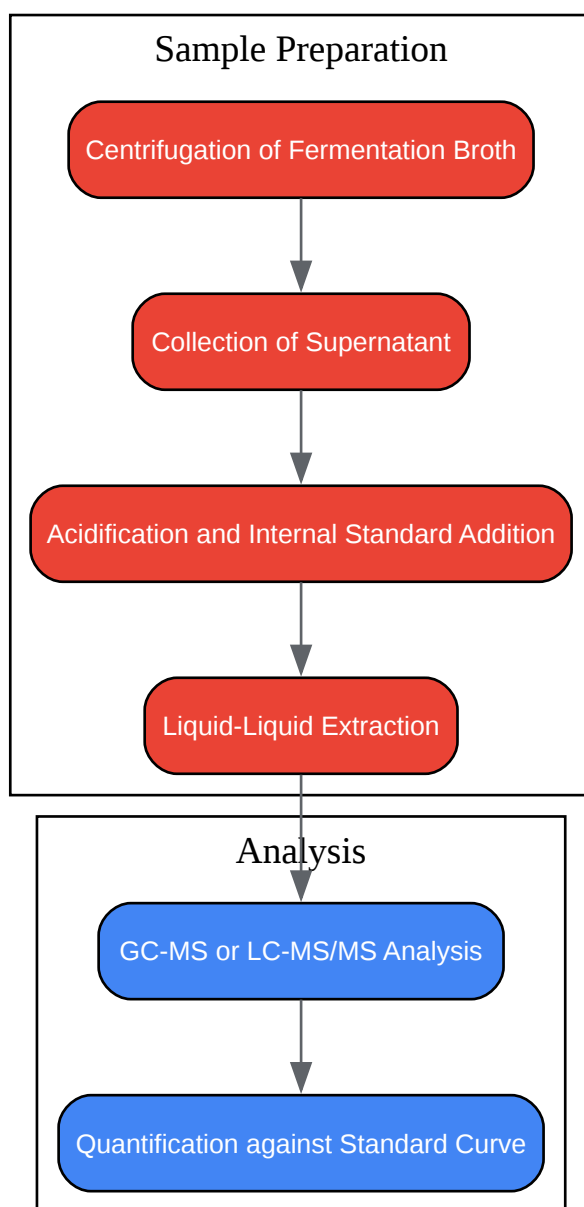 Sample Preparation
Centrifugation of Fermentation Broth
Collection of Supernatant
Acidification and Internal Standard Addition
Liquid-Liquid Extraction
Analysis
GC-MS or LC-MS/MS Analysis
Quantification against Standard Curve